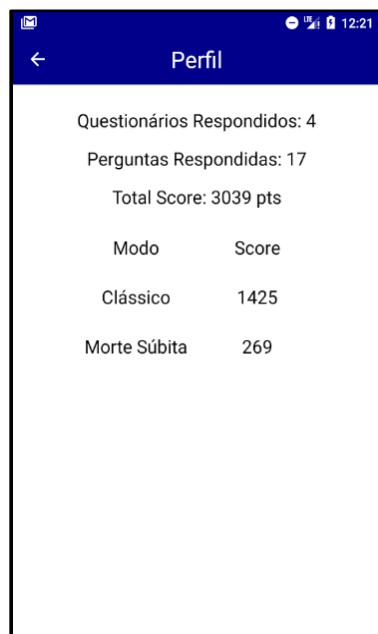 LTE 12:21
Perfil
Questionários Respondidos: 4
Perguntas Respondidas: 17
Total Score: 3039 pts
Modo Score
Clássico 1425
Morte Súbita 269